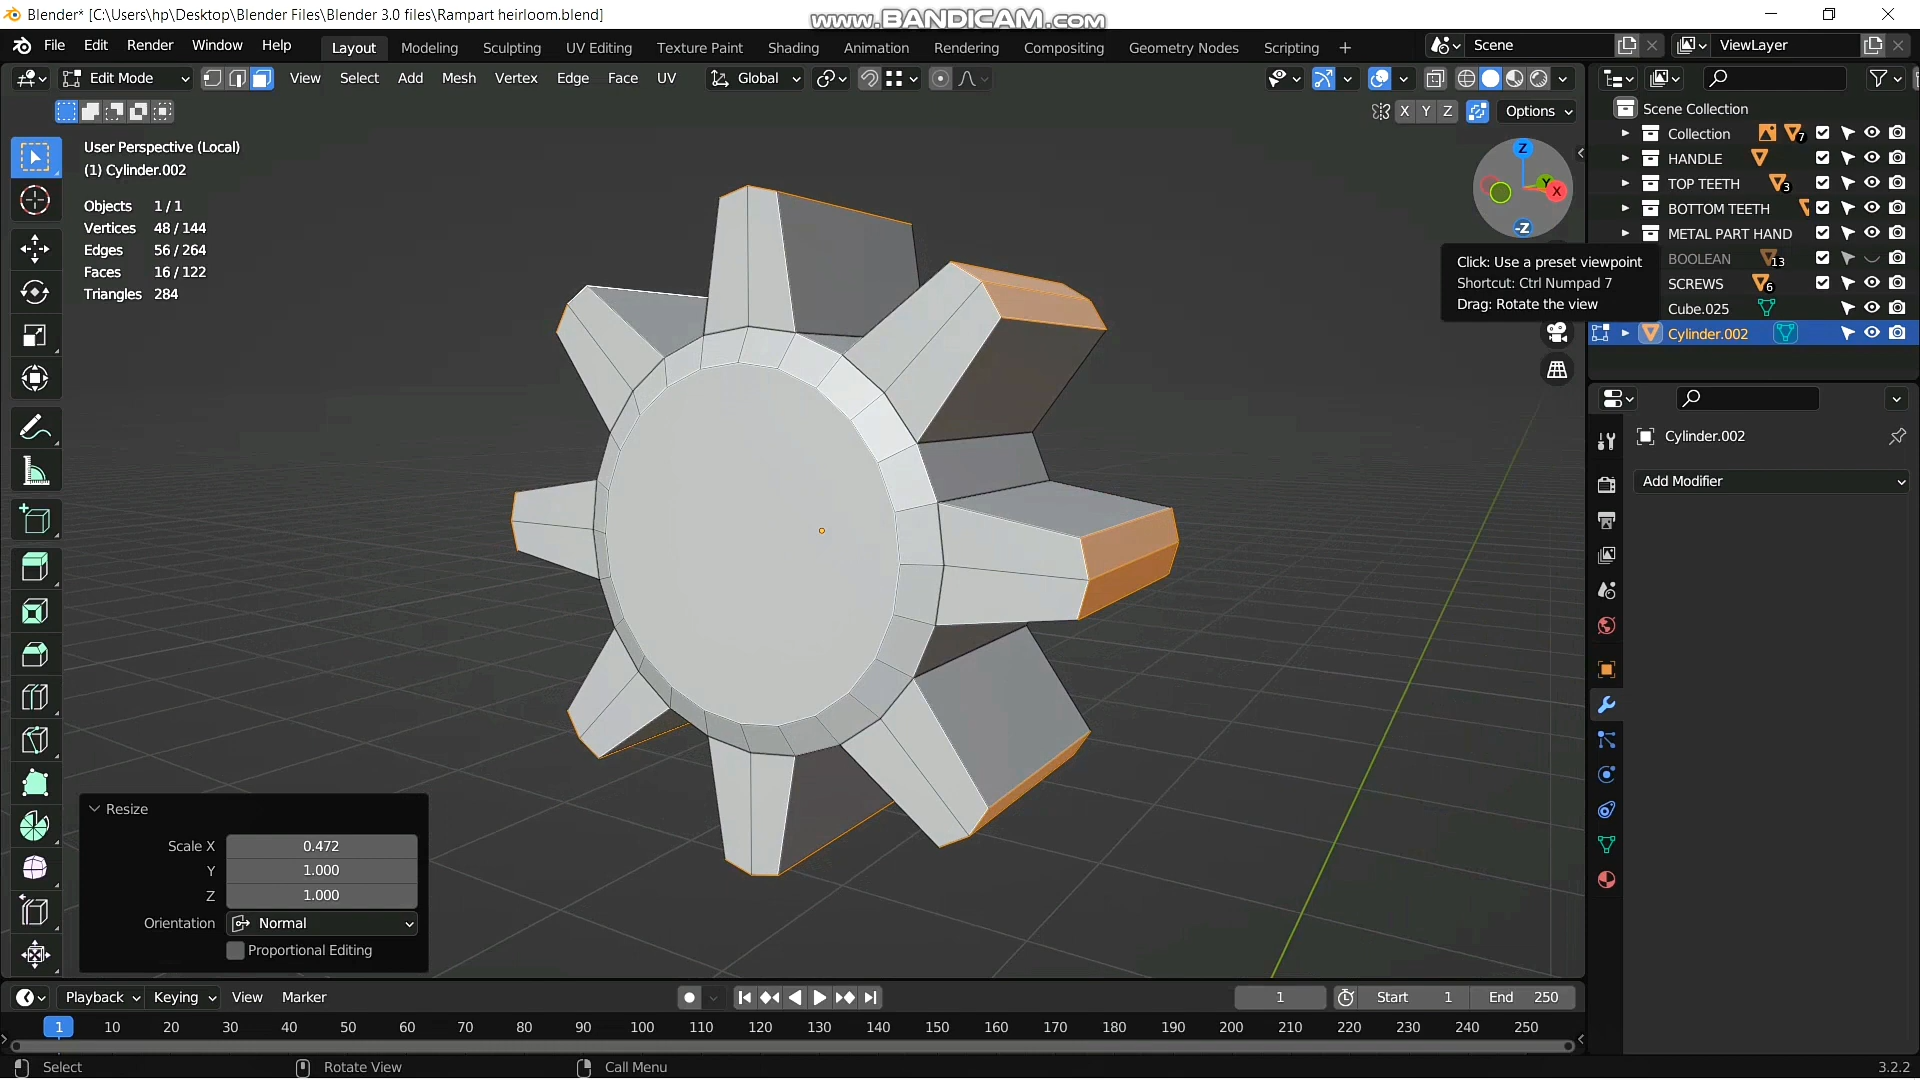 Blender* [C:\Users\hp\Desktop\Blender Files\Blender 3.0 files\Rampart heirloom.blend]
www.BANDICAM.com
File Edit Render Window Help
Layout Modeling Sculpting UV Editing Texture Paint Shading Animation Rendering Compositing Geometry Nodes Scripting +
Scene
ViewLayer
Edit Mode View Select Add Mesh Vertex Edge Face UV Global
X Y Z Options
User Perspective (Local)
(1) Cylinder.002
Objects 1 / 1
Vertices 48 / 144
Edges 56 / 264
Faces 16 / 122
Triangles 284
Z
Y
X
-Z
Click: Use a preset viewpoint
Shortcut: Ctrl Numpad 7
Drag: Rotate the view
Scene Collection
Collection 7
HANDLE
TOP TEETH 3
BOTTOM TEETH
METAL PART HAND
BOOLEAN 13
SCREWS 6
Cube.025
Cylinder.002
Cylinder.002
Add Modifier
Resize
Scale X 0.472
Y 1.000
Z 1.000
Orientation Normal
Proportional Editing
Playback Keying View Marker
1 Start 1 End 250
1 10 20 30 40 50 60 70 80 90 100 110 120 130 140 150 160 170 180 190 200 210 220 230 240 250
Select Rotate View Call Menu 3.2.2